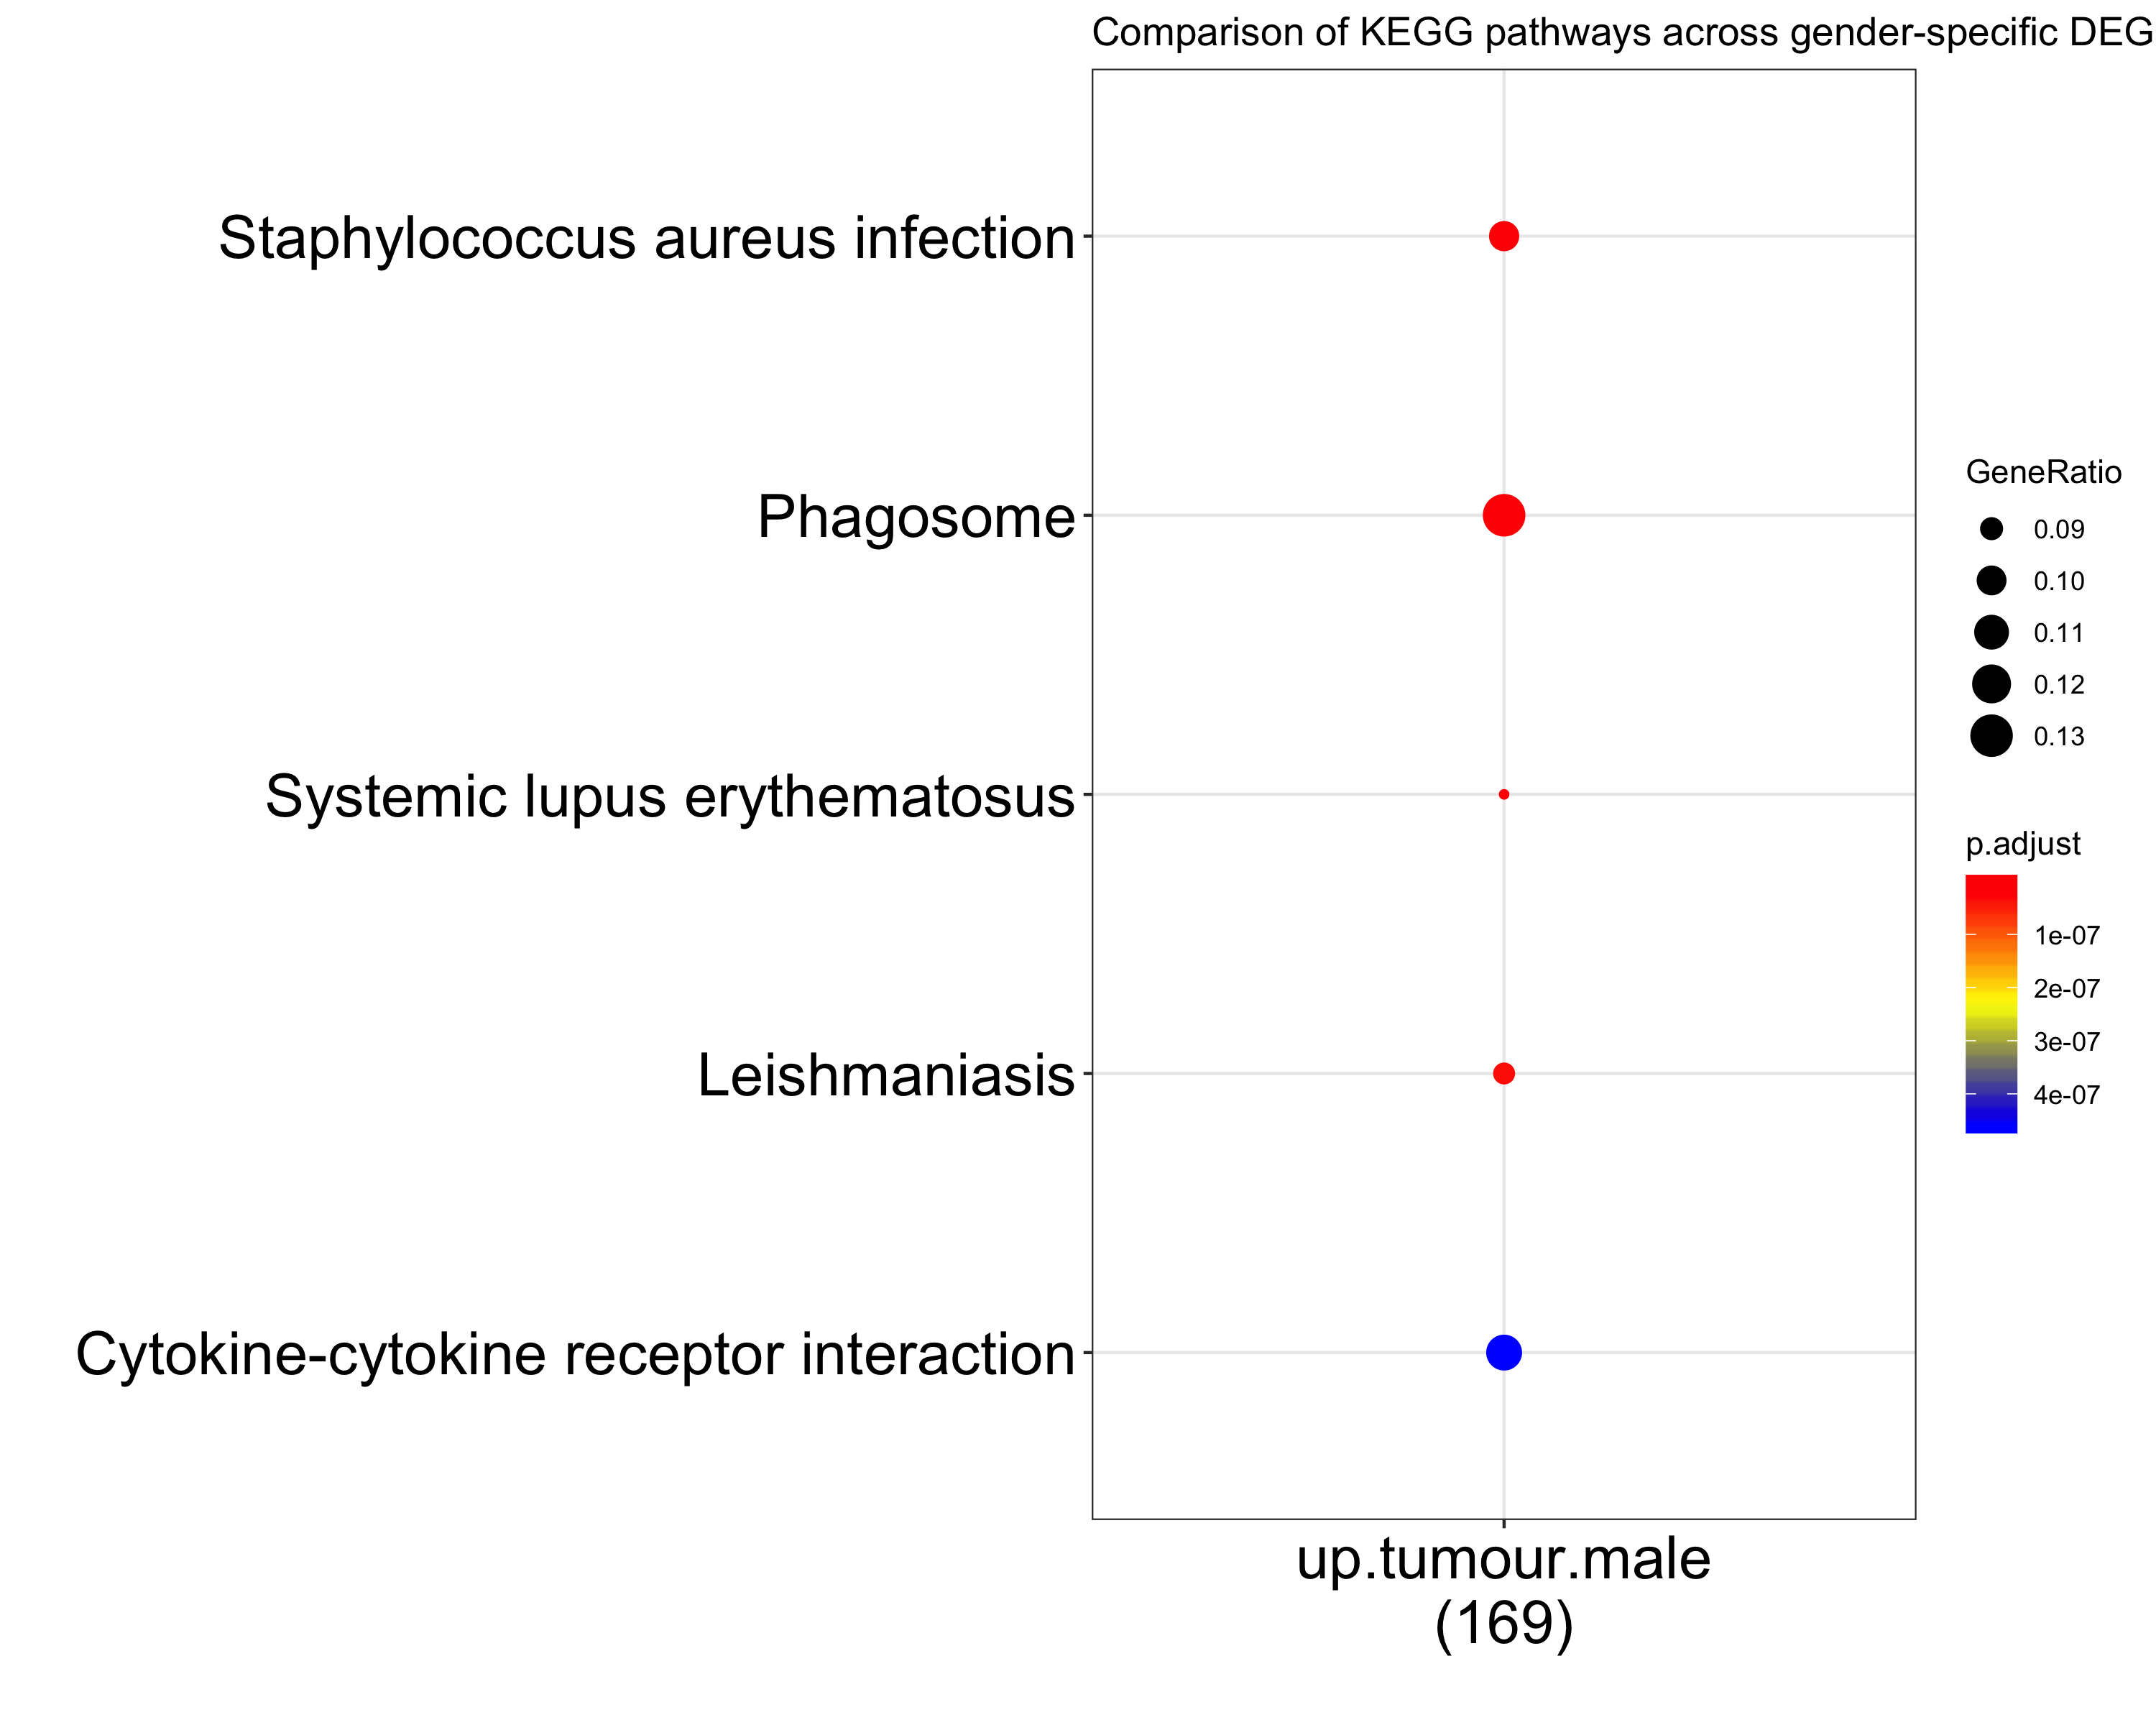 Comparison of KEGG pathways across gender-specific DEG
Staphylococcus aureus infection
Phagosome
Systemic lupus erythematosus
Leishmaniasis
Cytokine-cytokine receptor interaction
up.tumour.male
(169)
GeneRatio
0.09
0.10
0.11
0.12
0.13
p.adjust
1e-07
2e-07
3e-07
4e-07